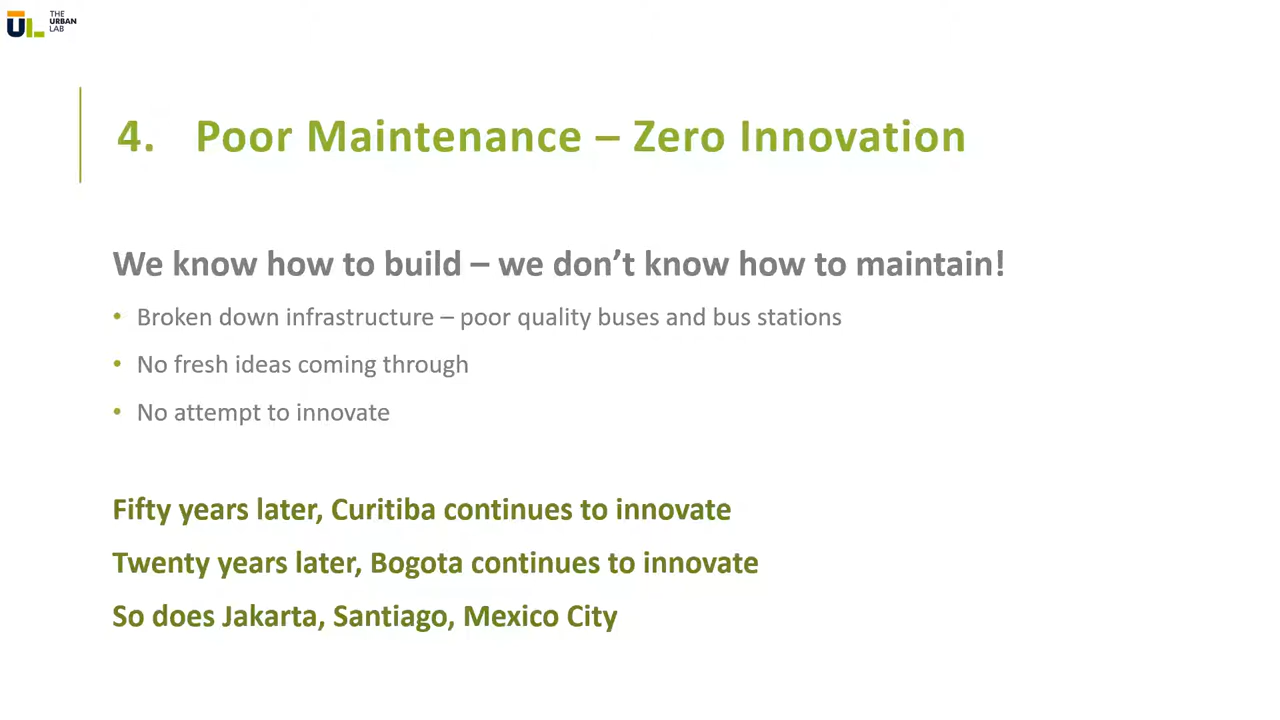 UL THE
URBAN
LAB
4. Poor Maintenance – Zero Innovation
We know how to build – we don’t know how to maintain!
• Broken down infrastructure – poor quality buses and bus stations
• No fresh ideas coming through
• No attempt to innovate
Fifty years later, Curitiba continues to innovate
Twenty years later, Bogota continues to innovate
So does Jakarta, Santiago, Mexico City